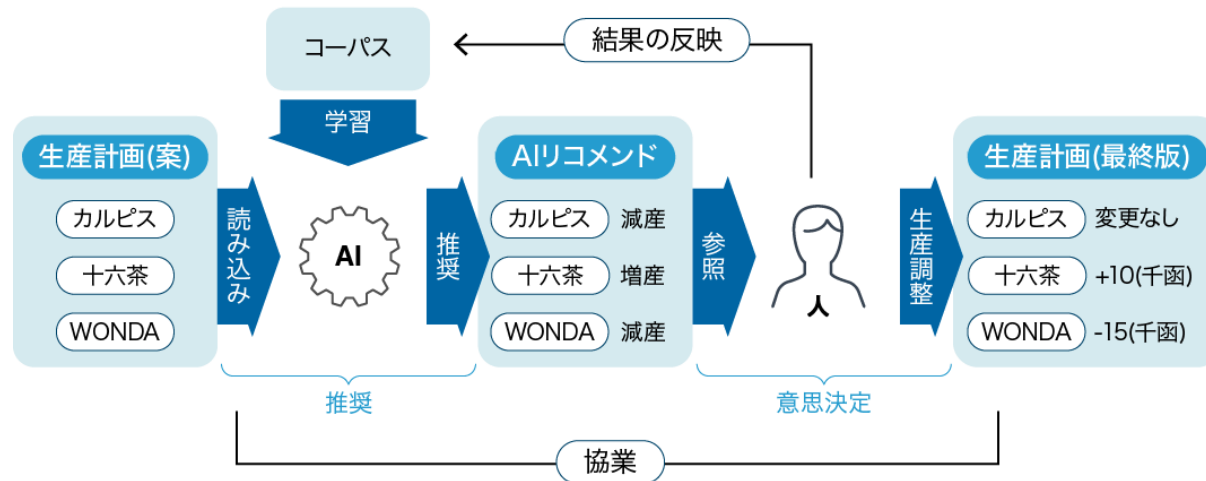 コーパス
結果の反映
学習
生産計画(案)
カルピス
十六茶
WONDA
読み込み
AI
推奨
AIリコメンド
カルピス 減産
十六茶 増産
WONDA 減産
参照
人
生産調整
生産計画(最終版)
カルピス 変更なし
十六茶 +10(千函)
WONDA -15(千函)
推奨
意思決定
協業